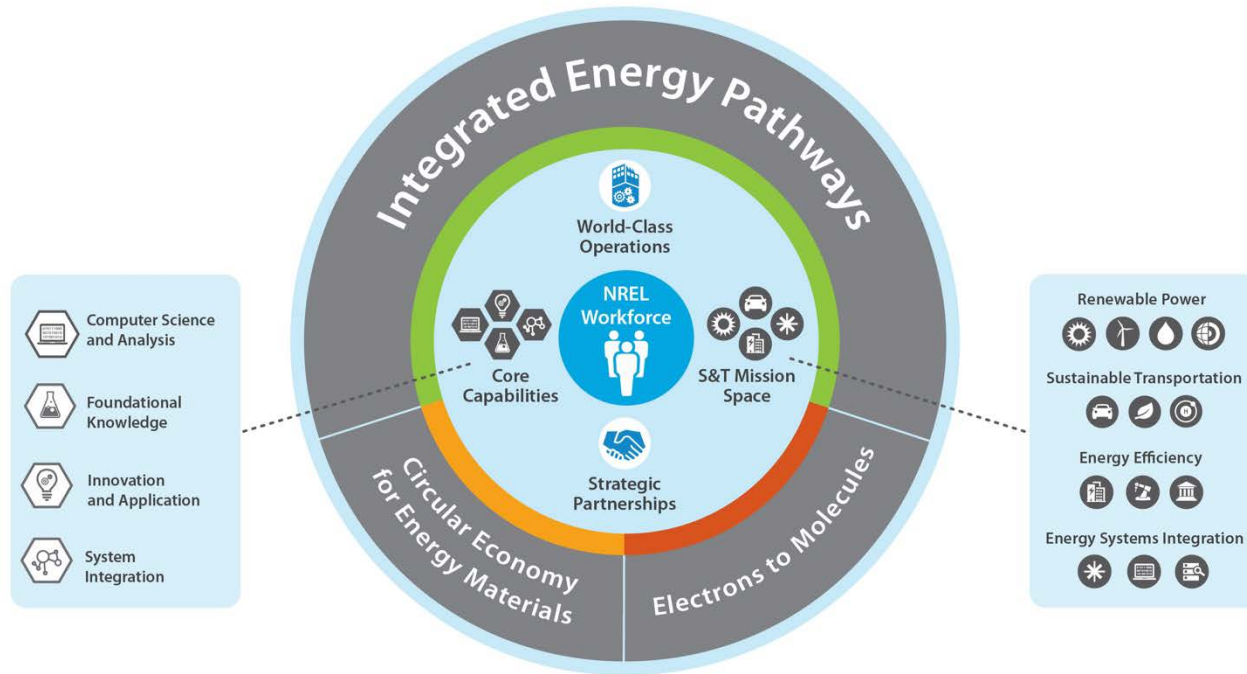 Integrated Energy Pathways
World-Class
Operations
NREL
Workforce
Core
Capabilities
S&T Mission
Space
Strategic
Partnerships
Circular Economy
for Energy Materials
Electrons to Molecules
Computer Science
and Analysis
Foundational
Knowledge
Innovation
and Application
System
Integration
Renewable Power
Sustainable Transportation
H
Energy Efficiency
Energy Systems Integration